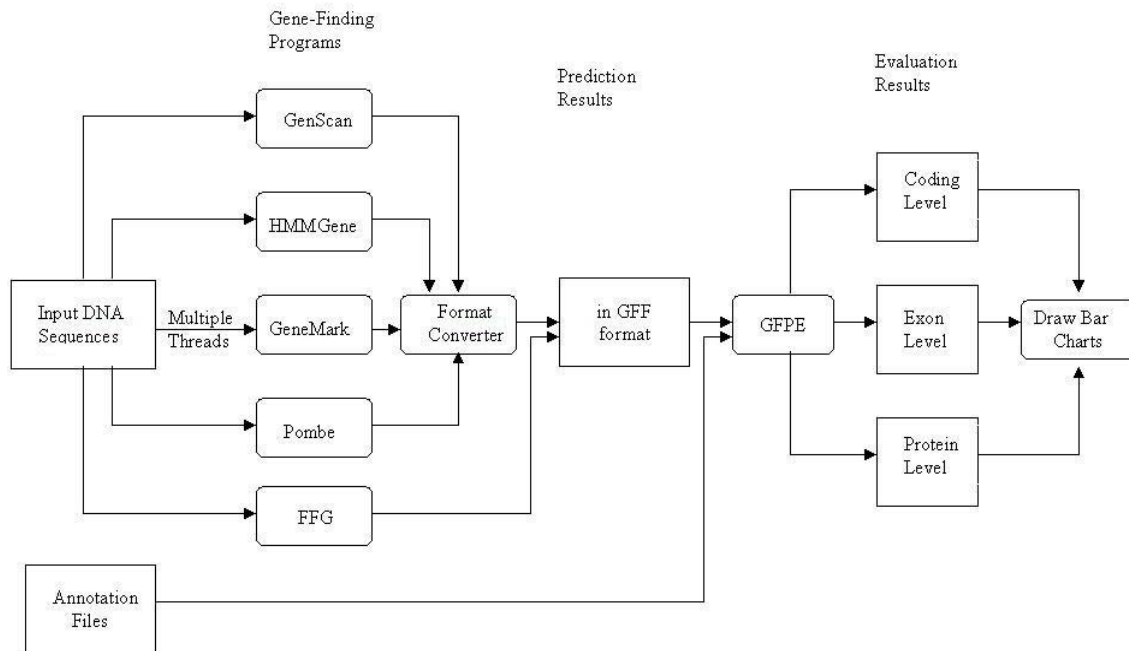 Gene-Finding
Programs
Prediction
Results
Evaluation
Results
GenScan
HMMGene
GeneMark
Pombe
FFG
Input DNA
Sequences
Multiple
Threads
Format
Converter
in GFF
format
GFPE
Coding
Level
Exon
Level
Protein
Level
Draw Bar
Charts
Annotation
Files